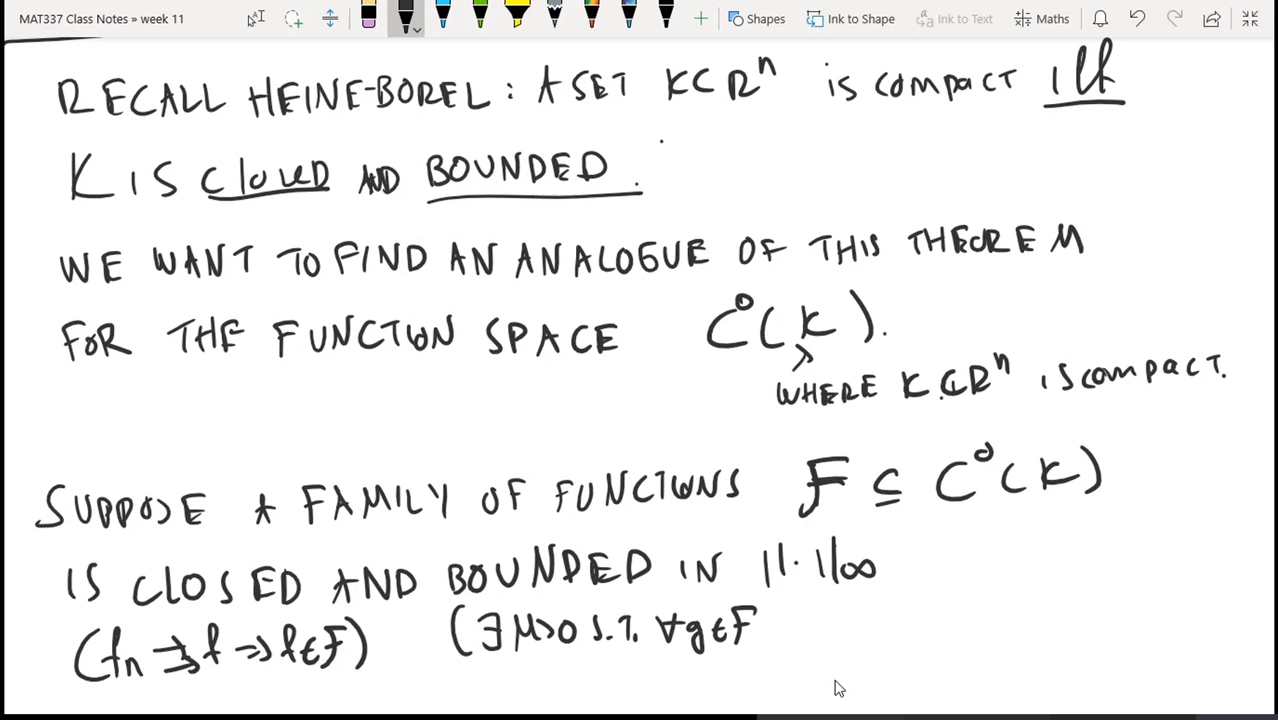 MAT337 Class Notes » week 11
Shapes
Ink to Shape
Ink to Text
Maths
RECALL HEINE-BOREL : A SET K⊂Rⁿ is compact iff
K IS CLOSED AND BOUNDED.
WE WANT TO FIND AN ANALOGUE OF THIS THEOREM
FOR THE FUNCTION SPACE C⁰(K).
WHERE K⊂Rⁿ is compact.
SUPPOSE A FAMILY OF FUNCTIONS F ⊆ C⁰(K)
IS CLOSED AND BOUNDED IN ||·||∞
(fn ⇉ f ⇒ f∈F) (∃ M>0 S.T. ∀g∈F